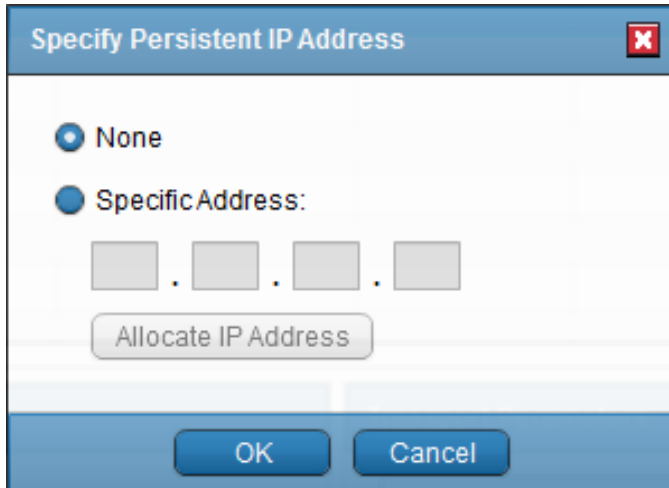 Specify Persistent IP Address
None
Specific Address:
. . .
Allocate IP Address
OK Cancel